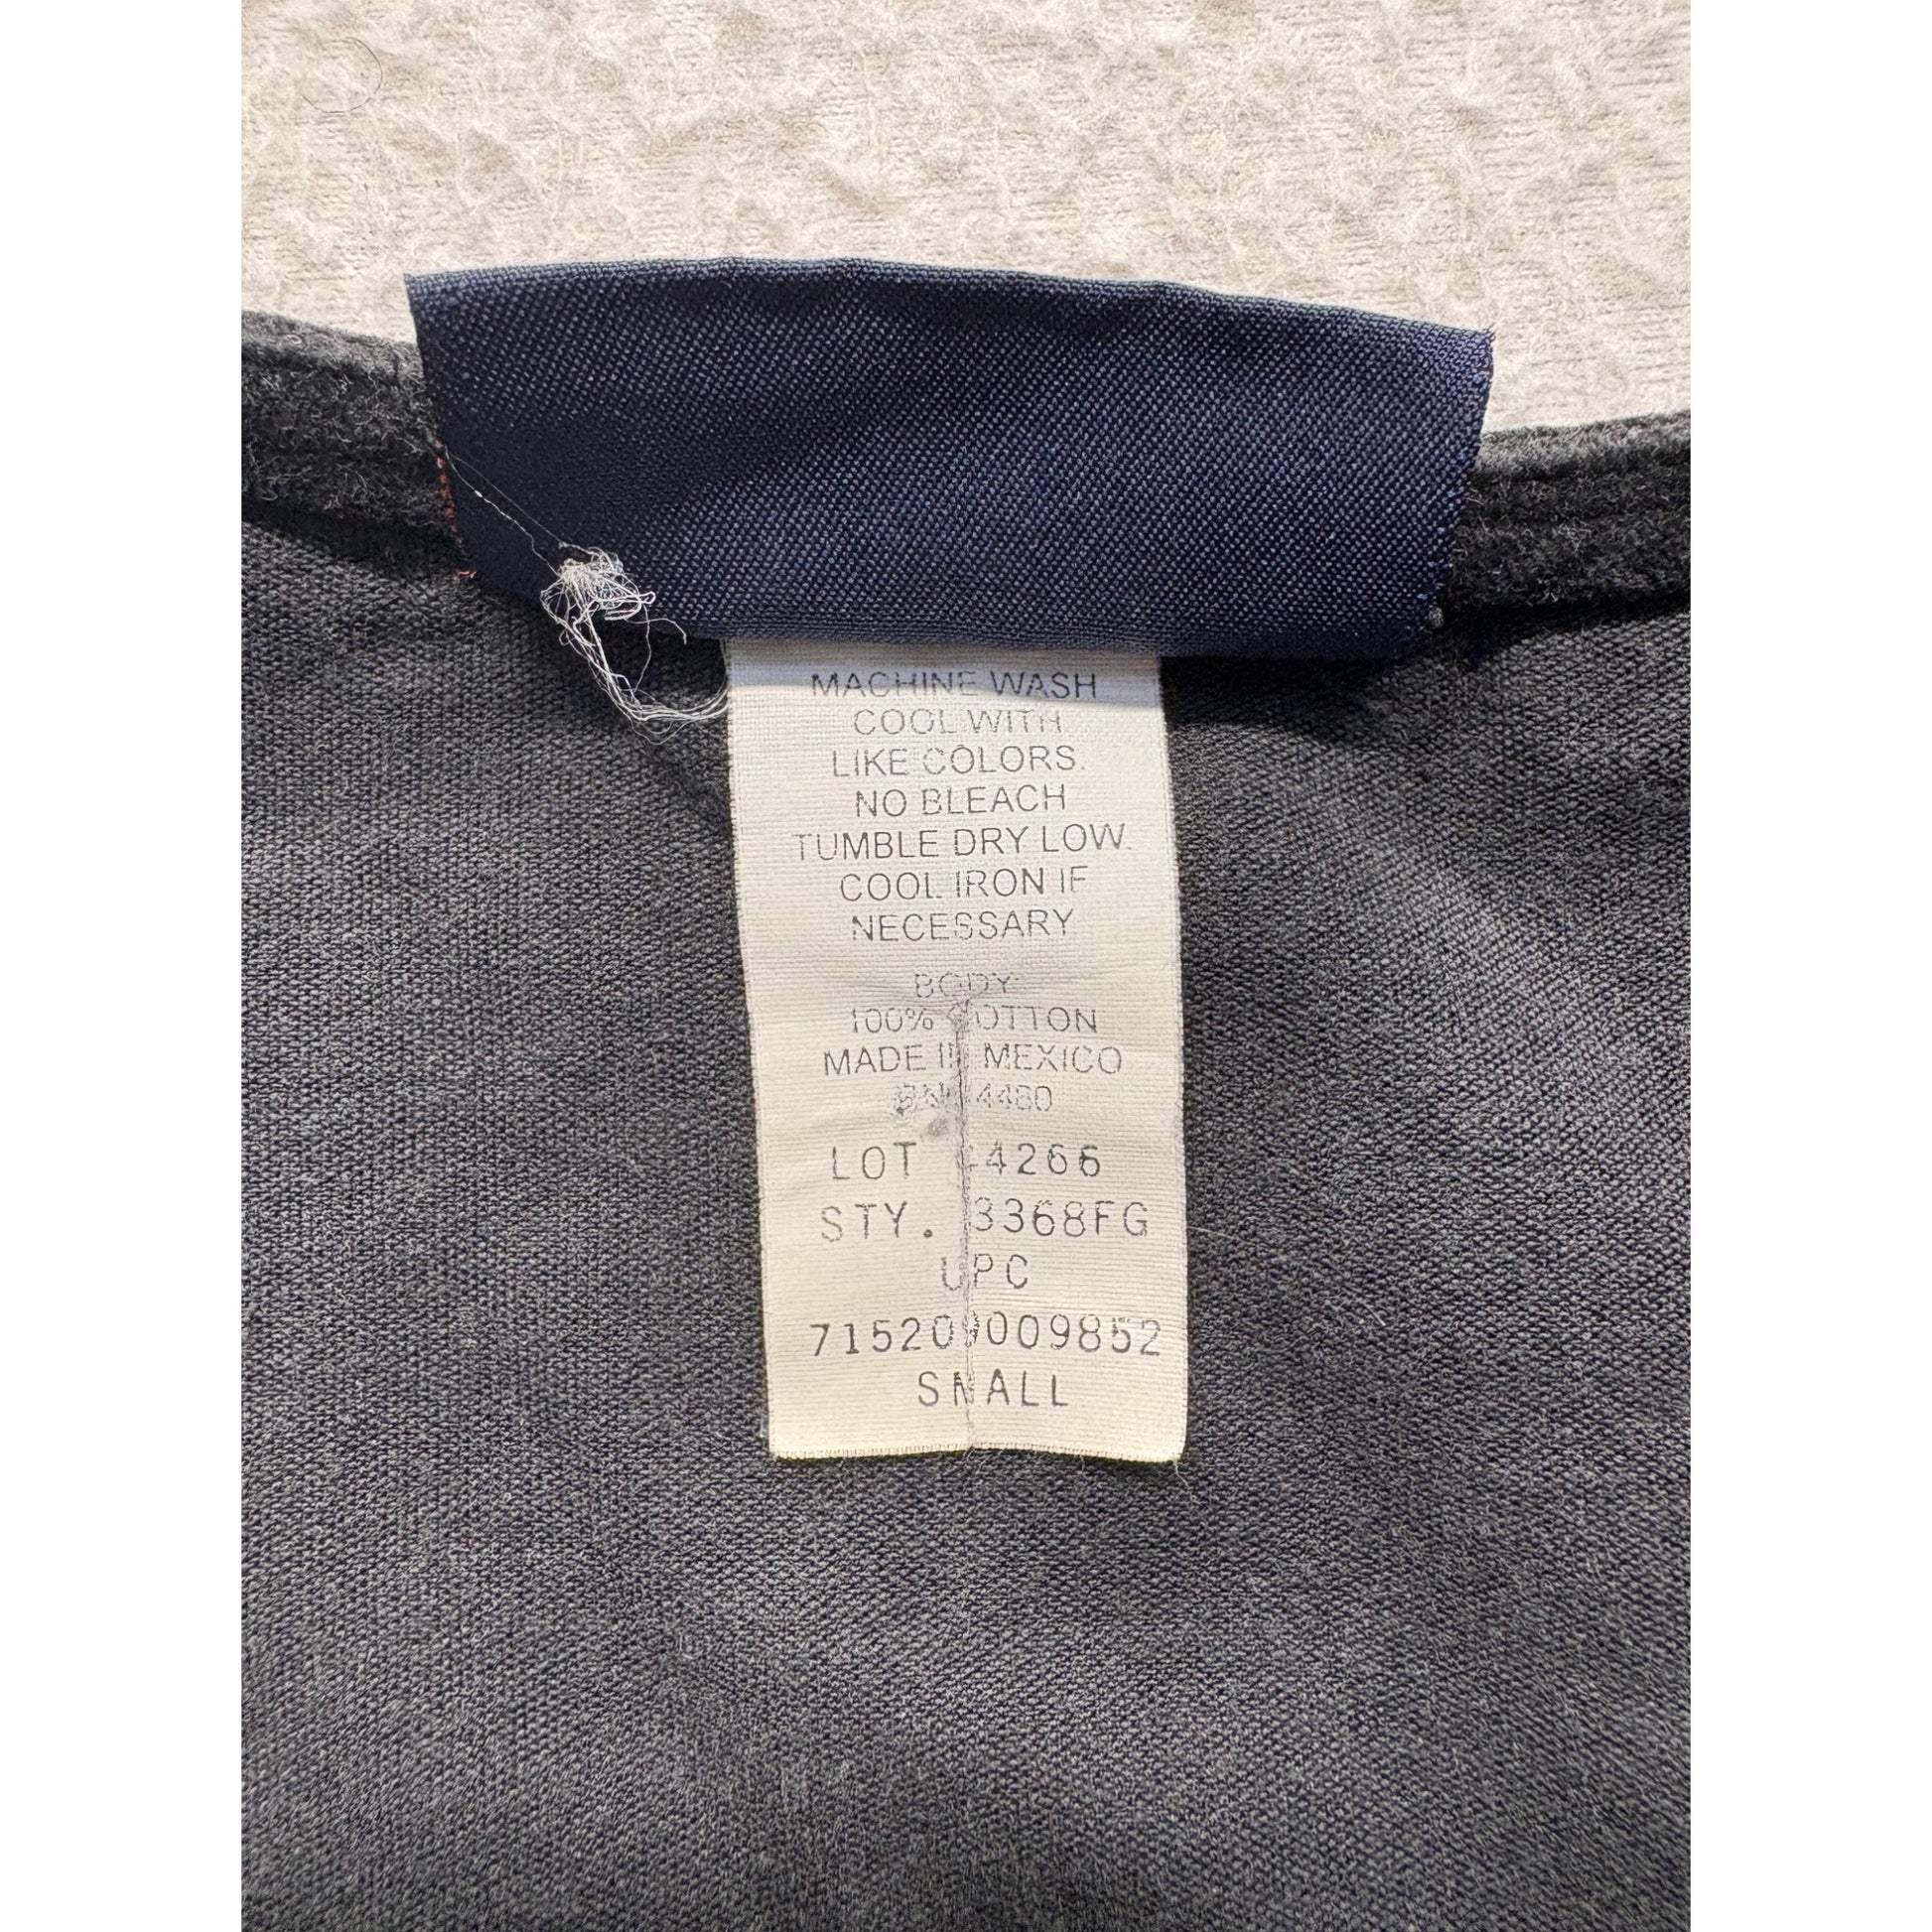 MACHINE WASH
COOL WITH
LIKE COLORS.
NO BLEACH
TUMBLE DRY LOW.
COOL IRON IF
NECESSARY
BODY:
100% COTTON
MADE IN MEXICO
LOT
STY. 3368FG
UPC
SMALL